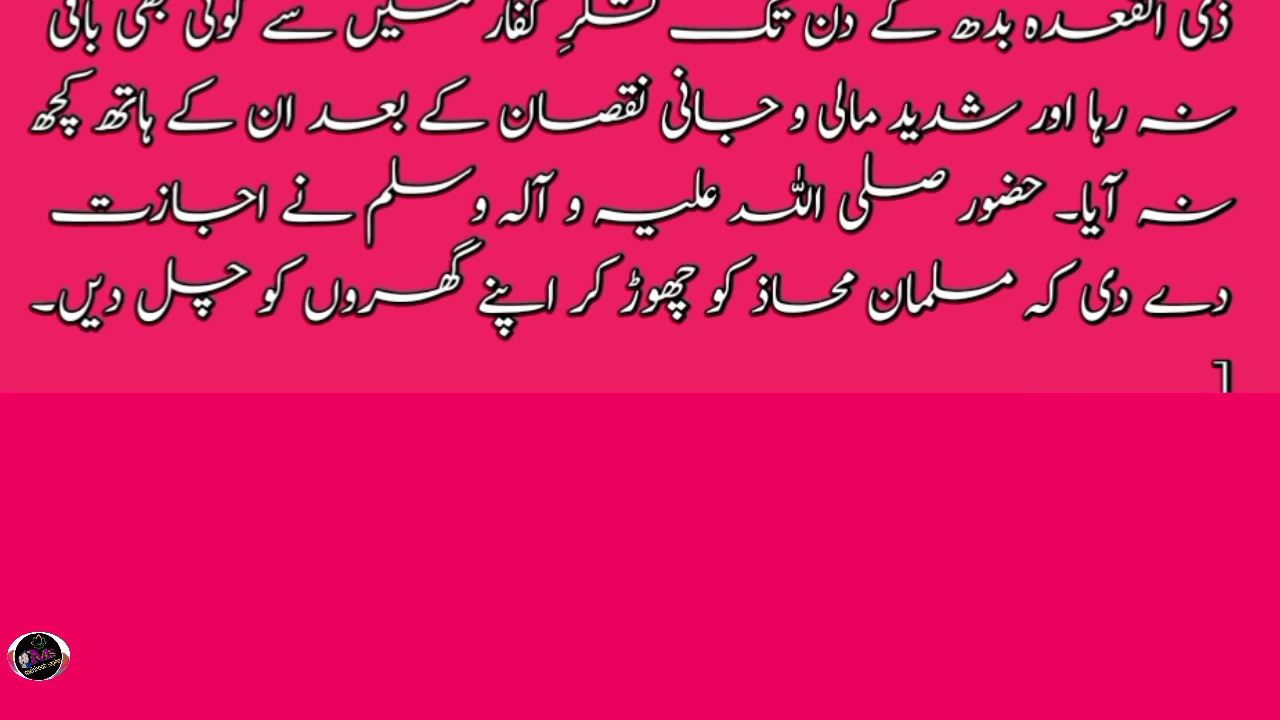 ذی القعدہ بدھ کے دن تک لشکرِ کفار میں سے کوئی بھی باقی
نہ رہا اور شدید مالی و جانی نقصان کے بعد ان کے ہاتھ کچھ
نہ آیا۔ حضور صلی اللہ علیہ و آلہ وسلم نے اجازت
دے دی کہ مسلمان محاذ کو چھوڑ کر اپنے گھروں کو چل دیں۔
[